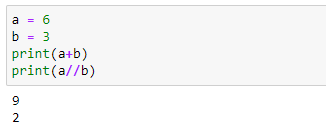 a = 6
b = 3
print(a+b)
print(a//b)
9
2